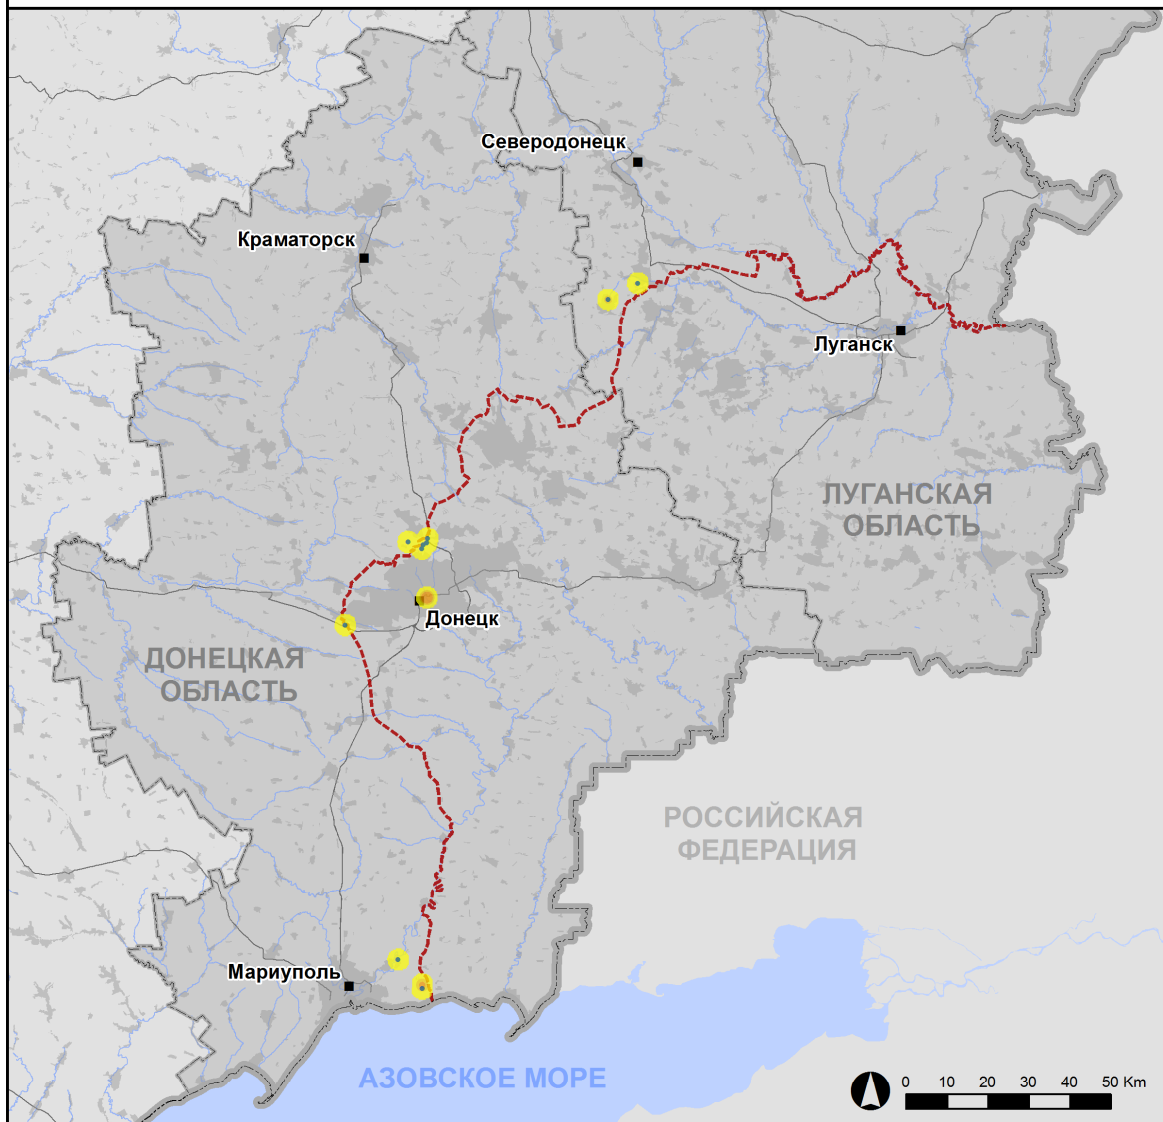 Северодонецк
Краматорск
Луганск
ЛУГАНСКАЯ
ОБЛАСТЬ
Донецк
ДОНЕЦКАЯ
ОБЛАСТЬ
РОССИЙСКАЯ
ФЕДЕРАЦИЯ
Мариуполь
АЗОВСКОЕ МОРЕ
0 10 20 30 40 50 Km